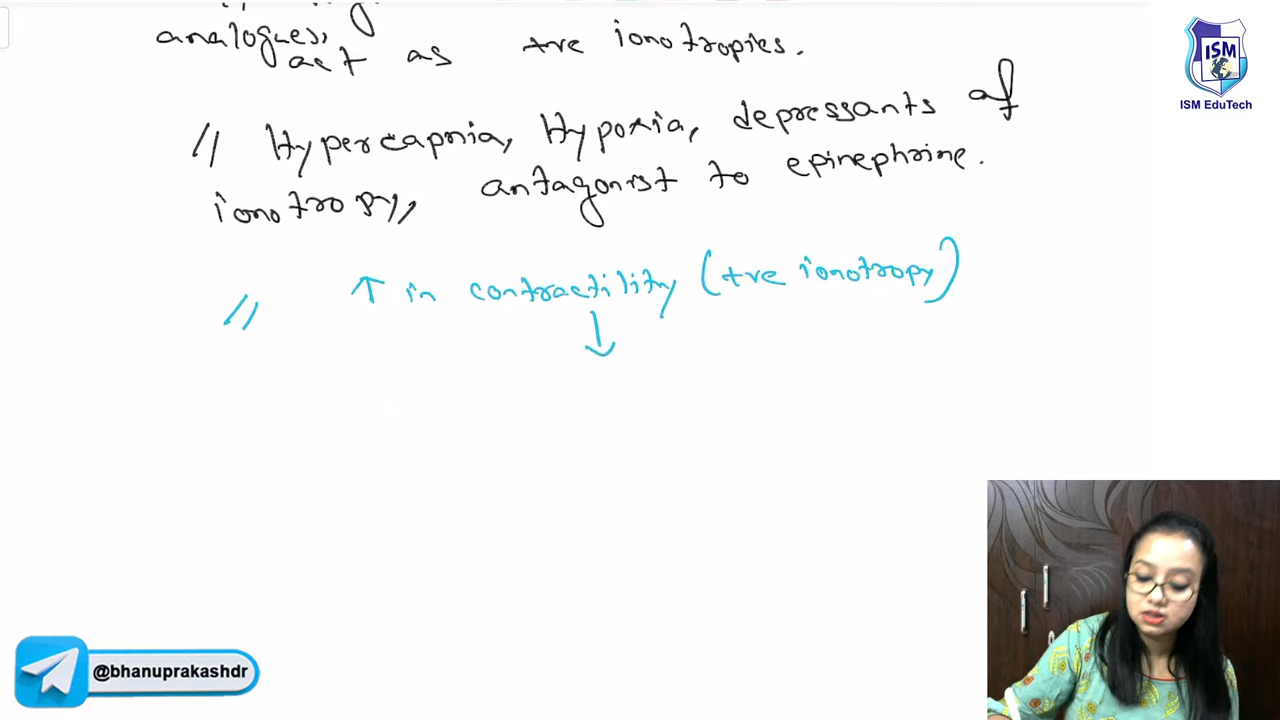 analogues, act as +ve ionotropies.
// Hypercapnia, Hypoxia, depressants of
ionotropy, antagonist to epinephrine.
// ↑ in contractility (+ve ionotropy)
↓
ISM
ISM EduTech
@bhanuprakashdr